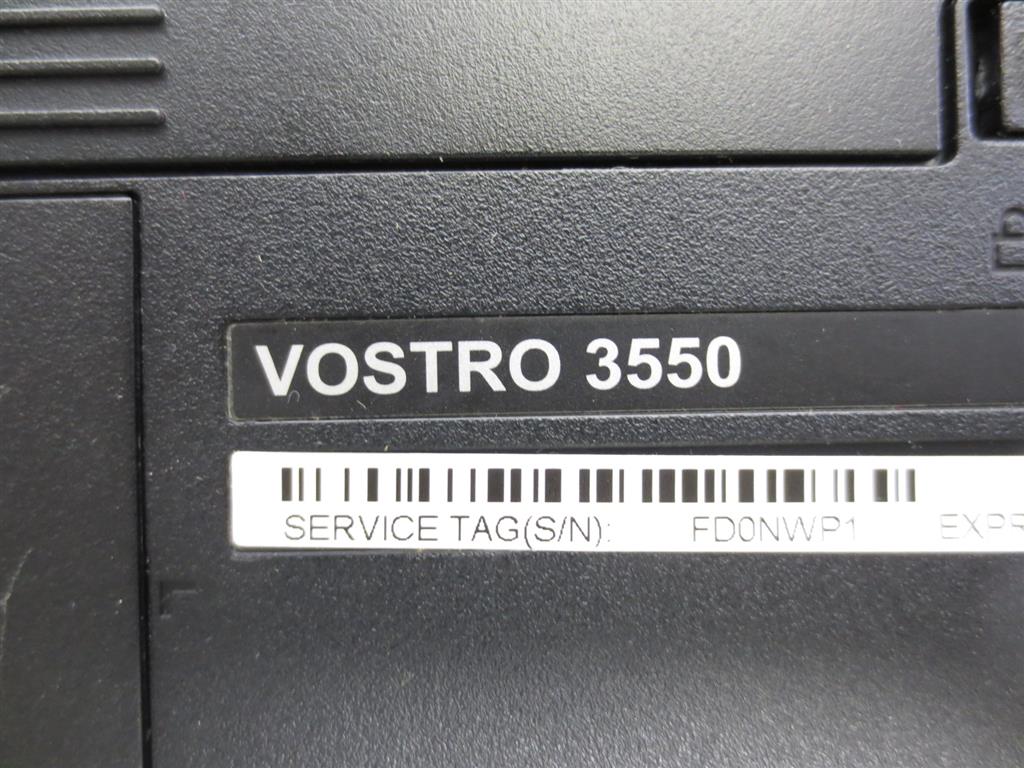 VOSTRO 3550
SERVICE TAG(S/N): FD0NWP1